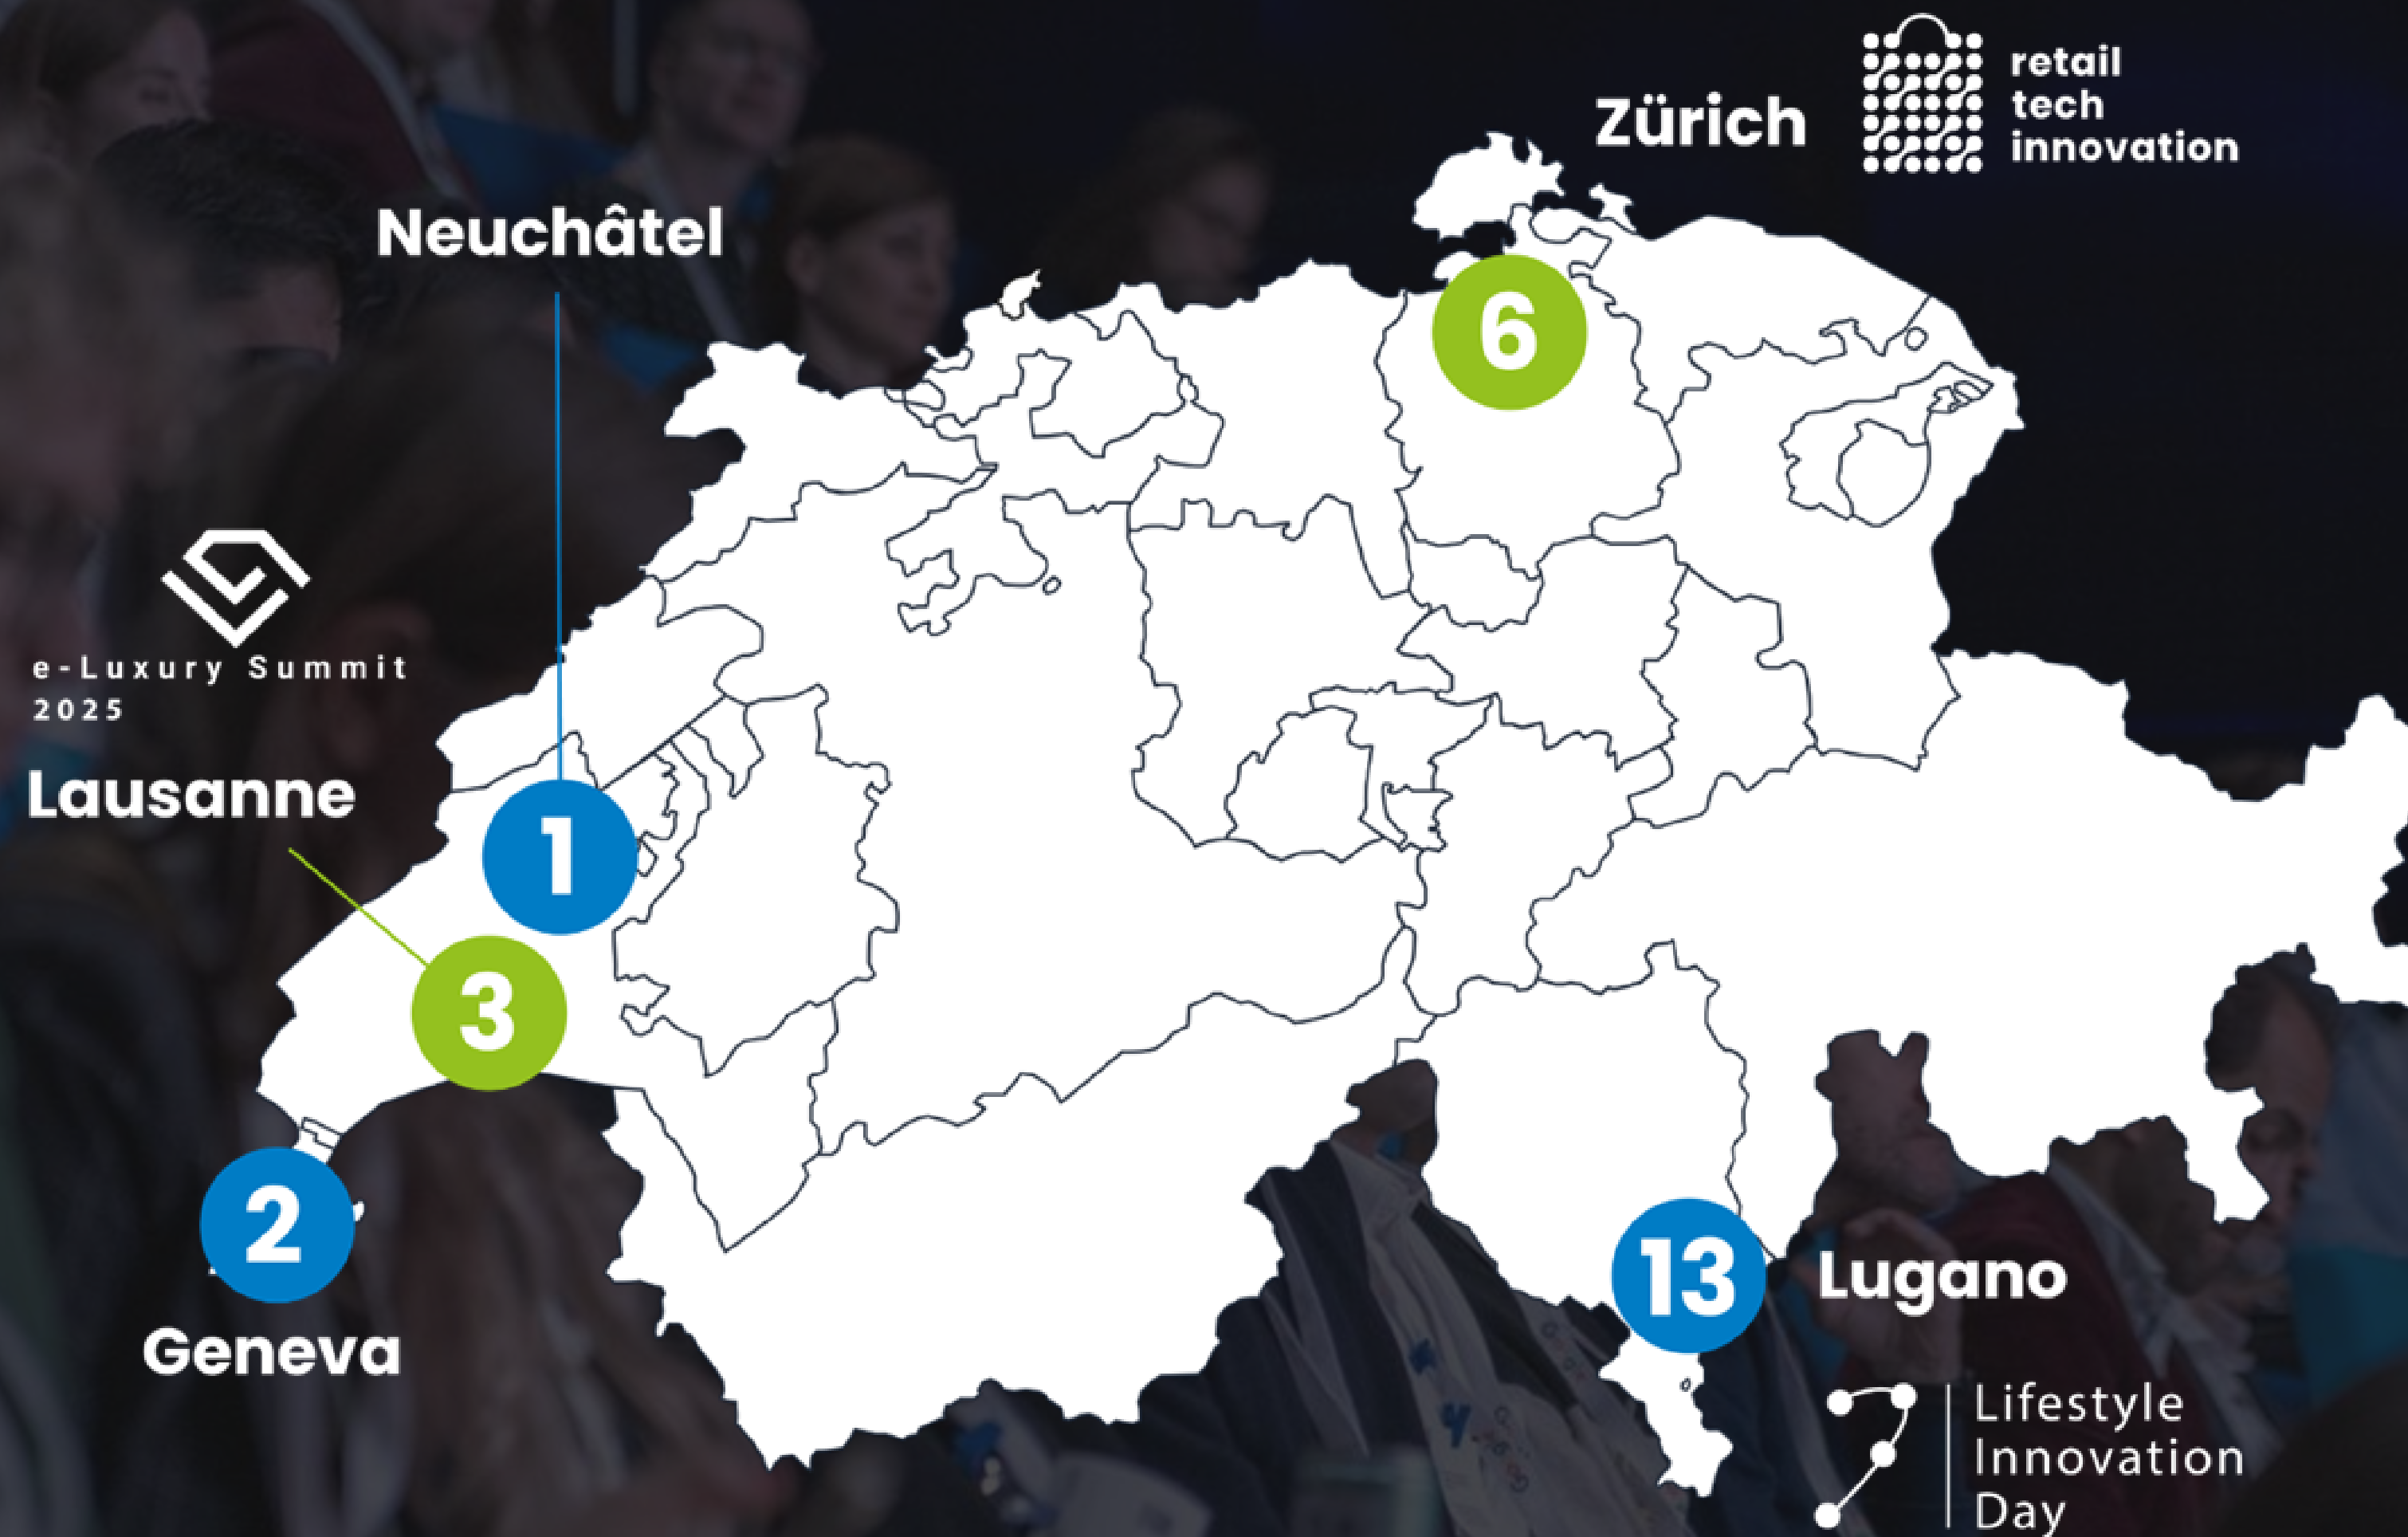 Zürich
retail
tech
innovation
6
Neuchâtel
e-Luxury Summit
2025
Lausanne
1
3
2
Geneva
13
Lugano
Lifestyle
Innovation
Day